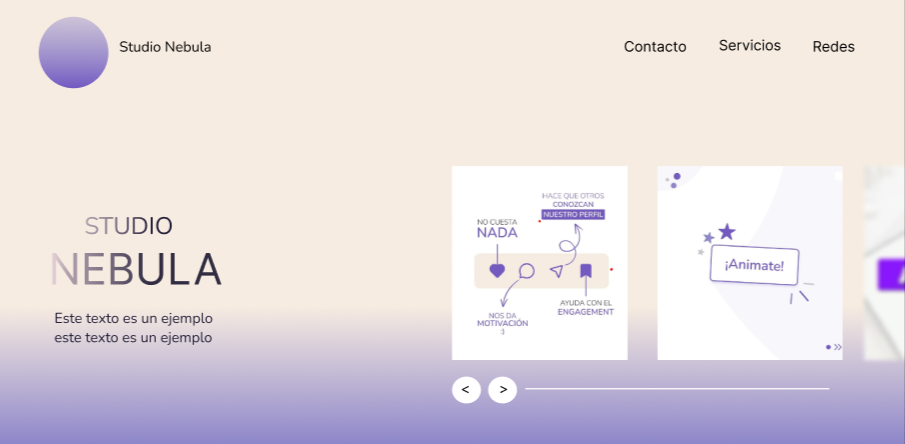 Studio Nebula
Contacto
Servicios
Redes
STUDIO
NEBULA
Este texto es un ejemplo
este texto es un ejemplo
HACE QUE OTROS
CONOZCAN
NUESTRO PERFIL
NO CUESTA
NADA
NOS DA
MOTIVACIÓN
:)
AYUDA CON EL
ENGAGEMENT
¡Animate!
»
< >